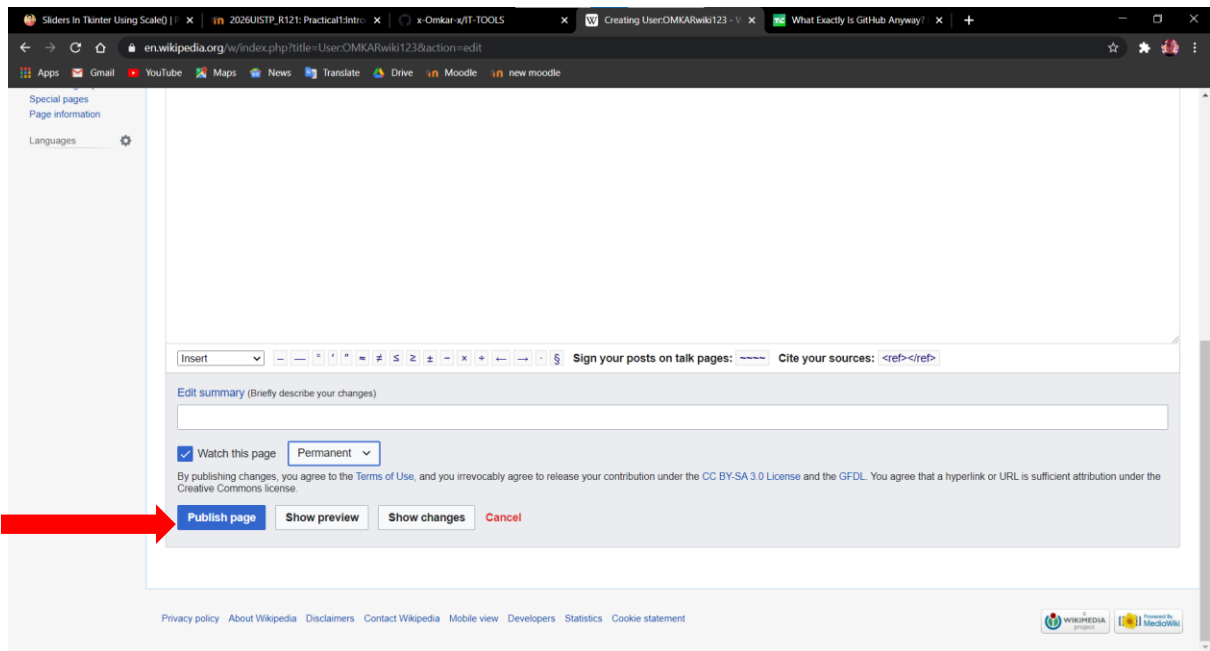 Sliders In Tkinter Using Scale() | P
2026UISTP_R121: Practical1:Intro
x-Omkar-x/IT-TOOLS
Creating User:OMKARwiki123 - W
What Exactly Is GitHub Anyway?
en.wikipedia.org/w/index.php?title=User:OMKARwiki123&action=edit
Apps Gmail YouTube Maps News Translate Drive Moodle new moodle
Special pages
Page information
Languages
Insert – — ° ′ ″ ≈ ≠ ≤ ≥ ± − × ÷ ← → · § Sign your posts on talk pages: ~~~~ Cite your sources: <ref></ref>
Edit summary (Briefly describe your changes)
Watch this page Permanent
By publishing changes, you agree to the Terms of Use, and you irrevocably agree to release your contribution under the CC BY-SA 3.0 License and the GFDL. You agree that a hyperlink or URL is sufficient attribution under the
Creative Commons license.
Publish page Show preview Show changes Cancel
Privacy policy About Wikipedia Disclaimers Contact Wikipedia Mobile view Developers Statistics Cookie statement
A WIKIMEDIA project
Powered By MediaWiki